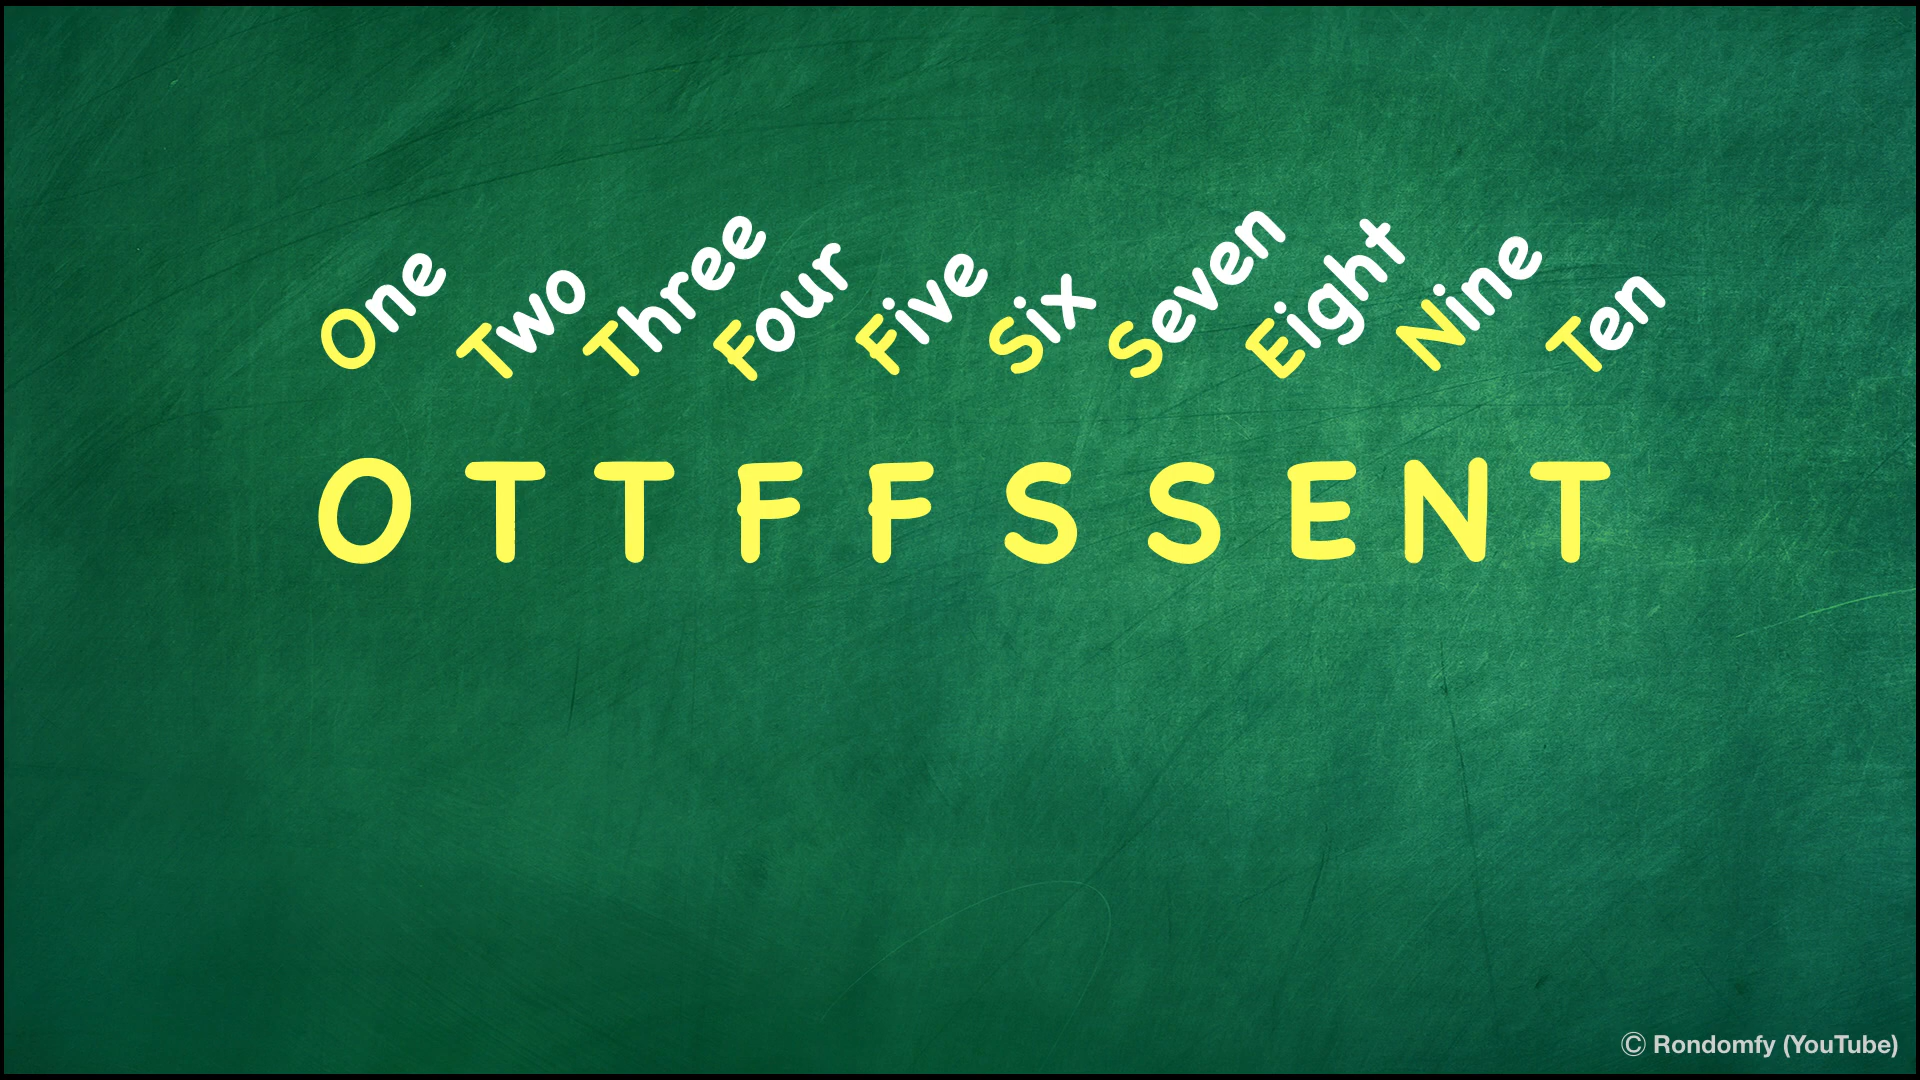 One Two Three Four Five Six Seven Eight Nine Ten
O T T F F S S E N T
© Rondomfy (YouTube)